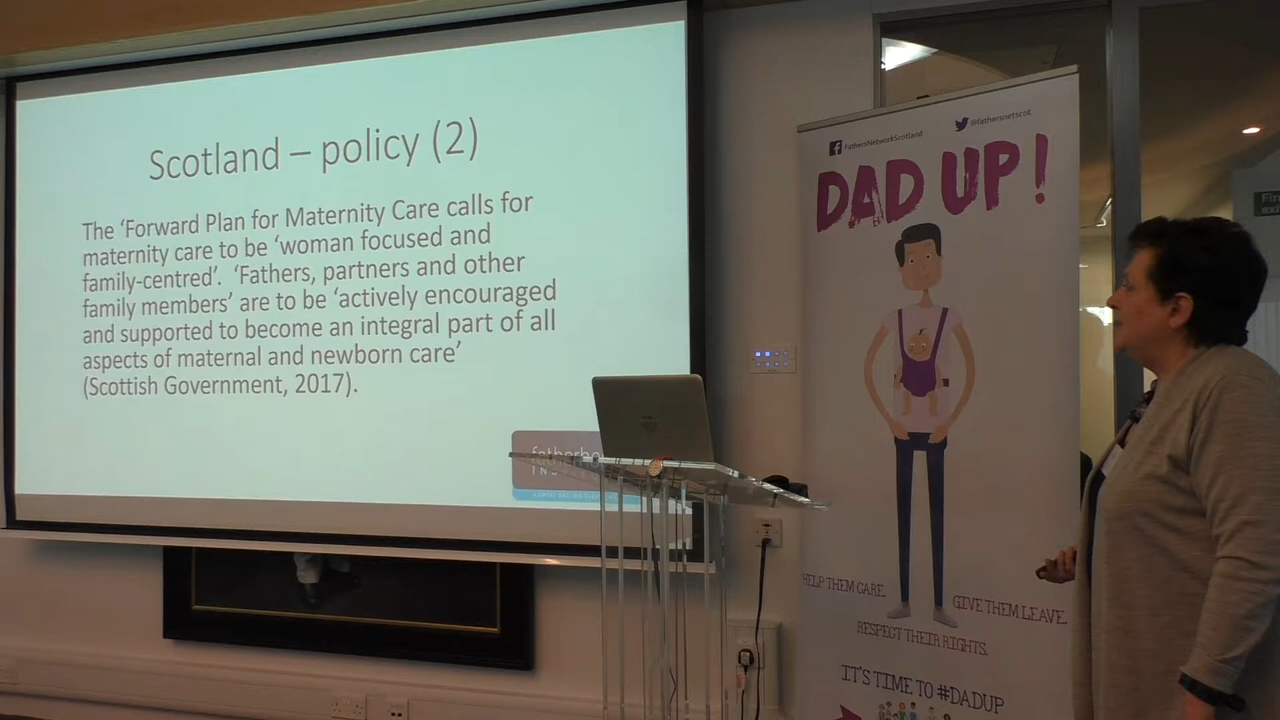 Scotland – policy (2)
The ‘Forward Plan for Maternity Care calls for
maternity care to be ‘woman focused and
family-centred’. ‘Fathers, partners and other
family members’ are to be ‘actively encouraged
and supported to become an integral part of all
aspects of maternal and newborn care’
(Scottish Government, 2017).
FathersNetworkScotland
@fathersnetscot
DAD UP!
HELP THEM CARE.
GIVE THEM LEAVE.
RESPECT THEIR RIGHTS.
IT'S TIME TO #DADUP